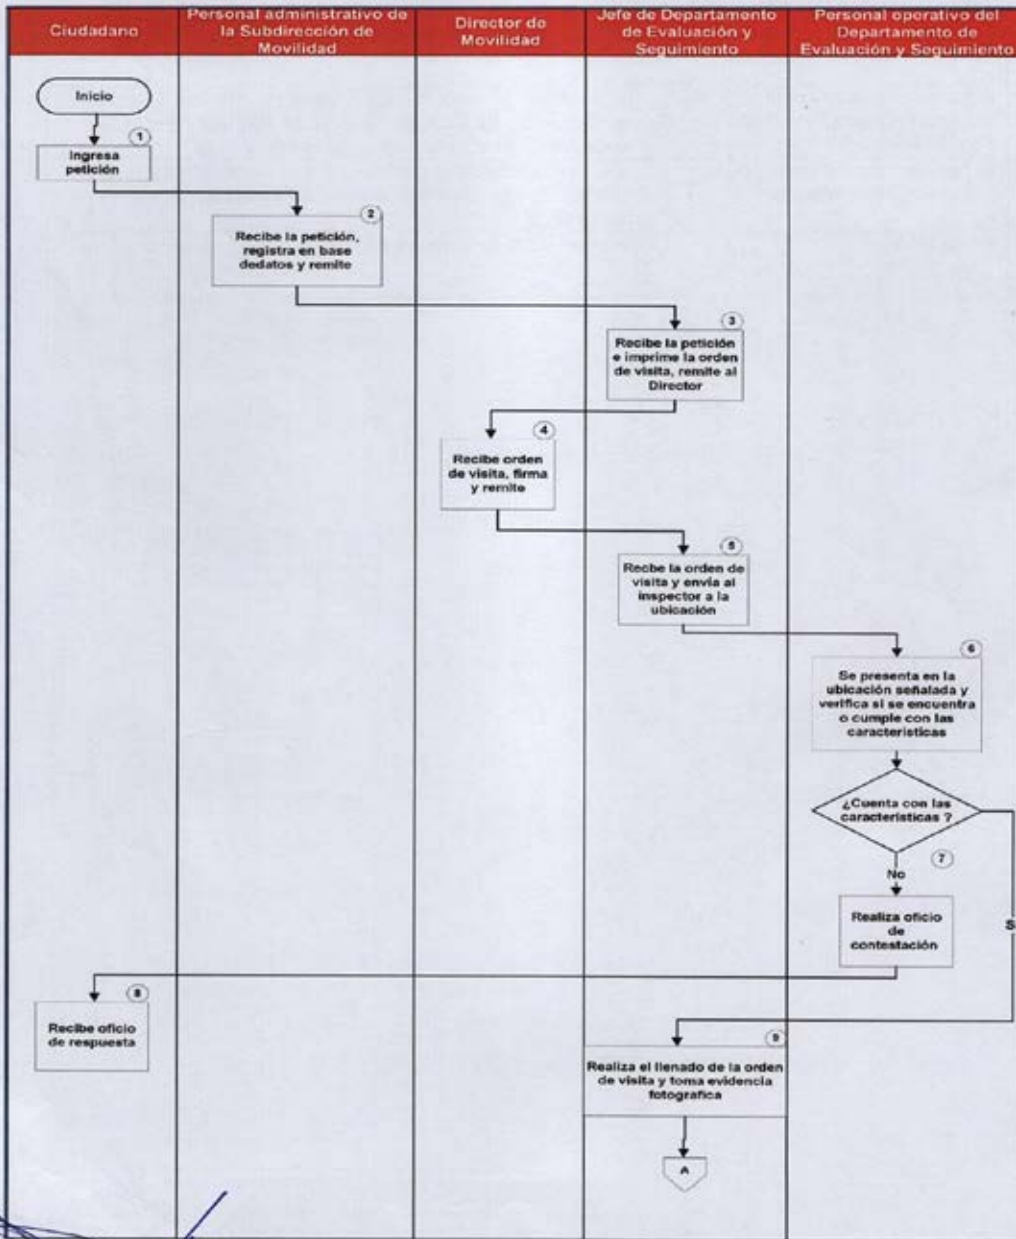 Ciudadano
Personal administrativo de
la Subdirección de
Movilidad
Director de
Movilidad
Jefe de Departamento
de Evaluación y
Seguimiento
Personal operativo del
Departamento de
Evaluación y Seguimiento
Inicio
1
Ingresa
petición
2
Recibe la petición,
registra en base
dedatos y remite
3
Recibe la petición
e imprime la orden
de visita, remite al
Director
4
Recibe orden
de visita, firma
y remite
5
Recbe la orden de
visita y envia al
inspector a la
ubicación
6
Se presenta en la
ubicación señalada y
verifica si se encuentra
o cumple con las
caracteristicas
¿Cuenta con las
características ?
7
No
Realiza oficio
de
contestación
S
8
Recibe oficio
de respuesta
9
Realiza el llenado de la orden
de visita y toma evidencia
fotografica
A